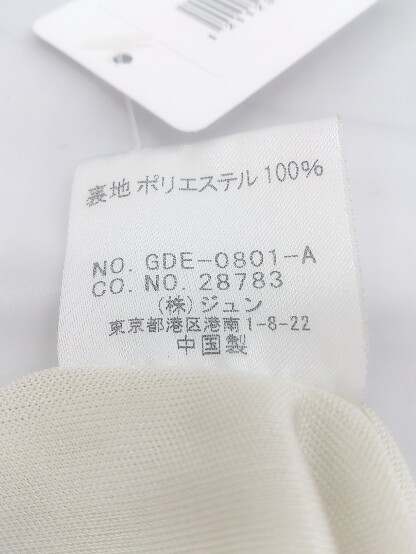 裏地 ポリエステル 100%
NO. GDE-0801-A
CO. NO. 28783
(株)ジュン
東京都港区港南1-8-22
中国製